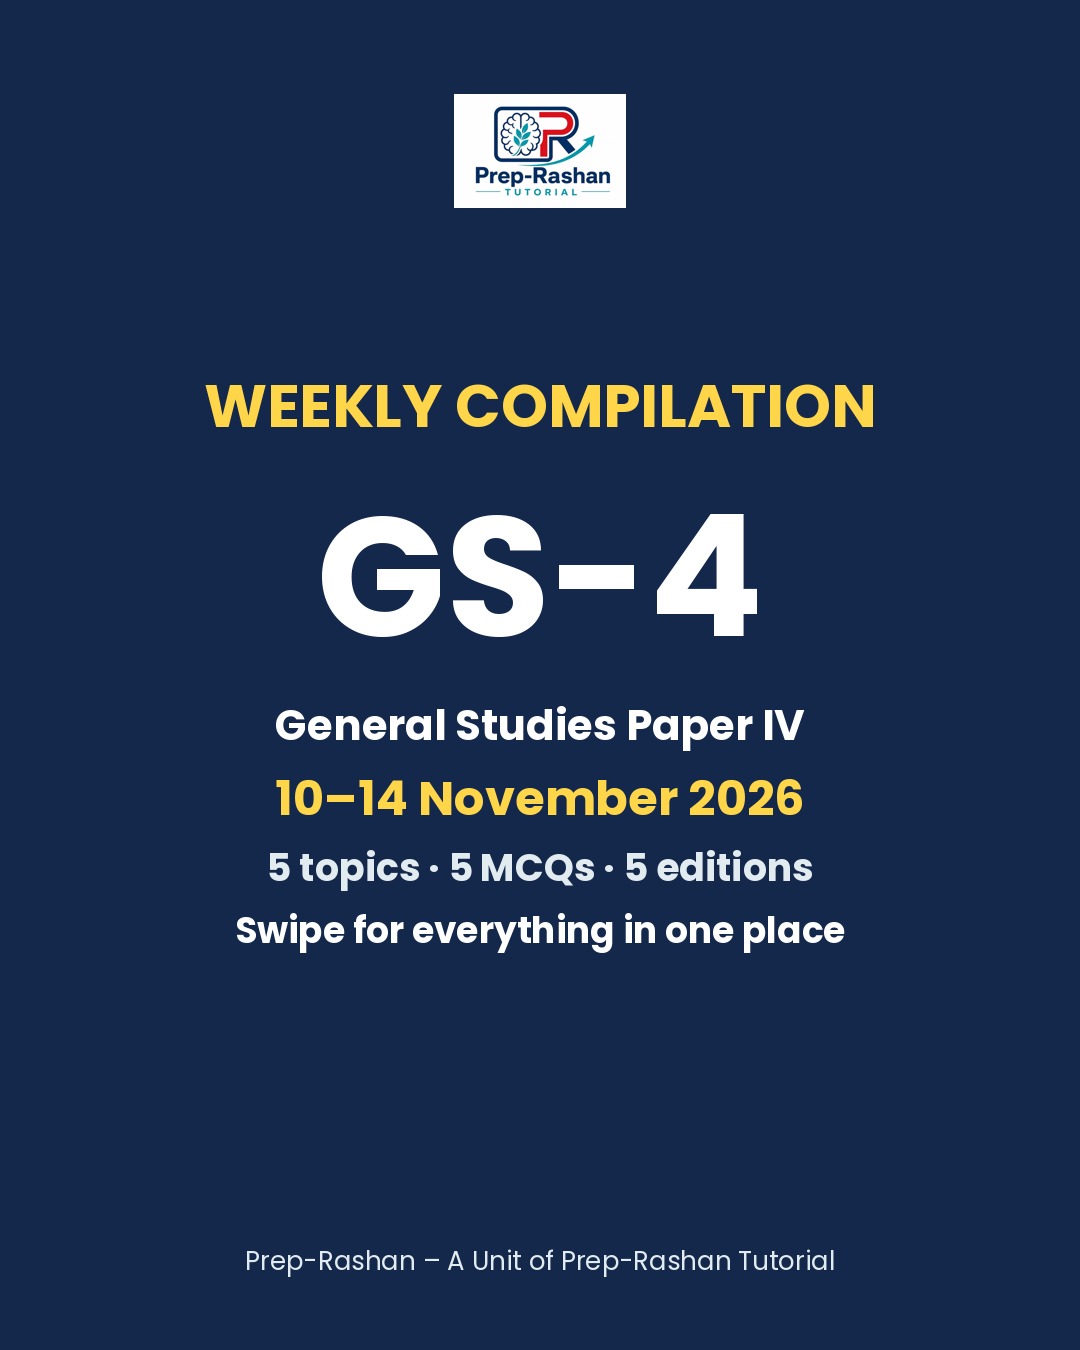 PR
Prep-Rashan
TUTORIAL
WEEKLY COMPILATION
GS-4
General Studies Paper IV
10–14 November 2026
5 topics · 5 MCQs · 5 editions
Swipe for everything in one place
Prep-Rashan – A Unit of Prep-Rashan Tutorial